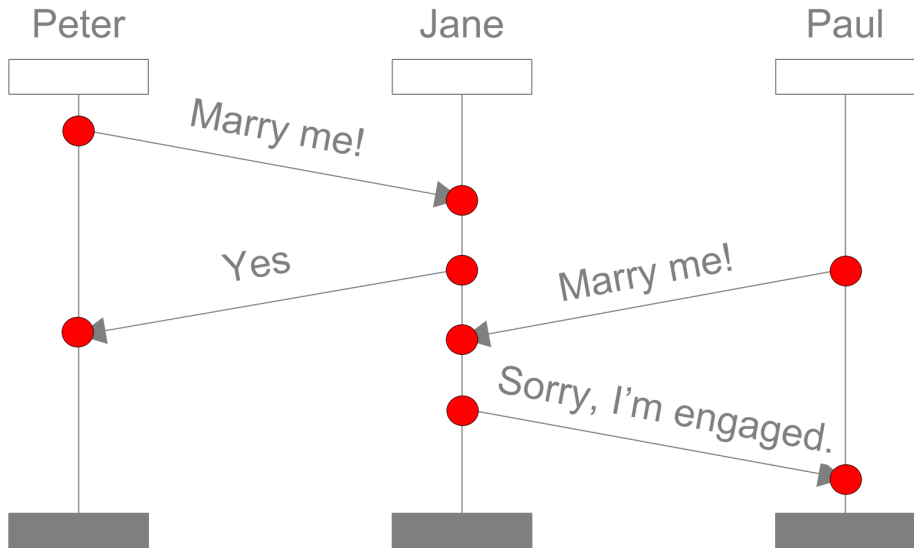 Peter Jane Paul
Marry me!
Yes
Marry me!
Sorry, I’m engaged.